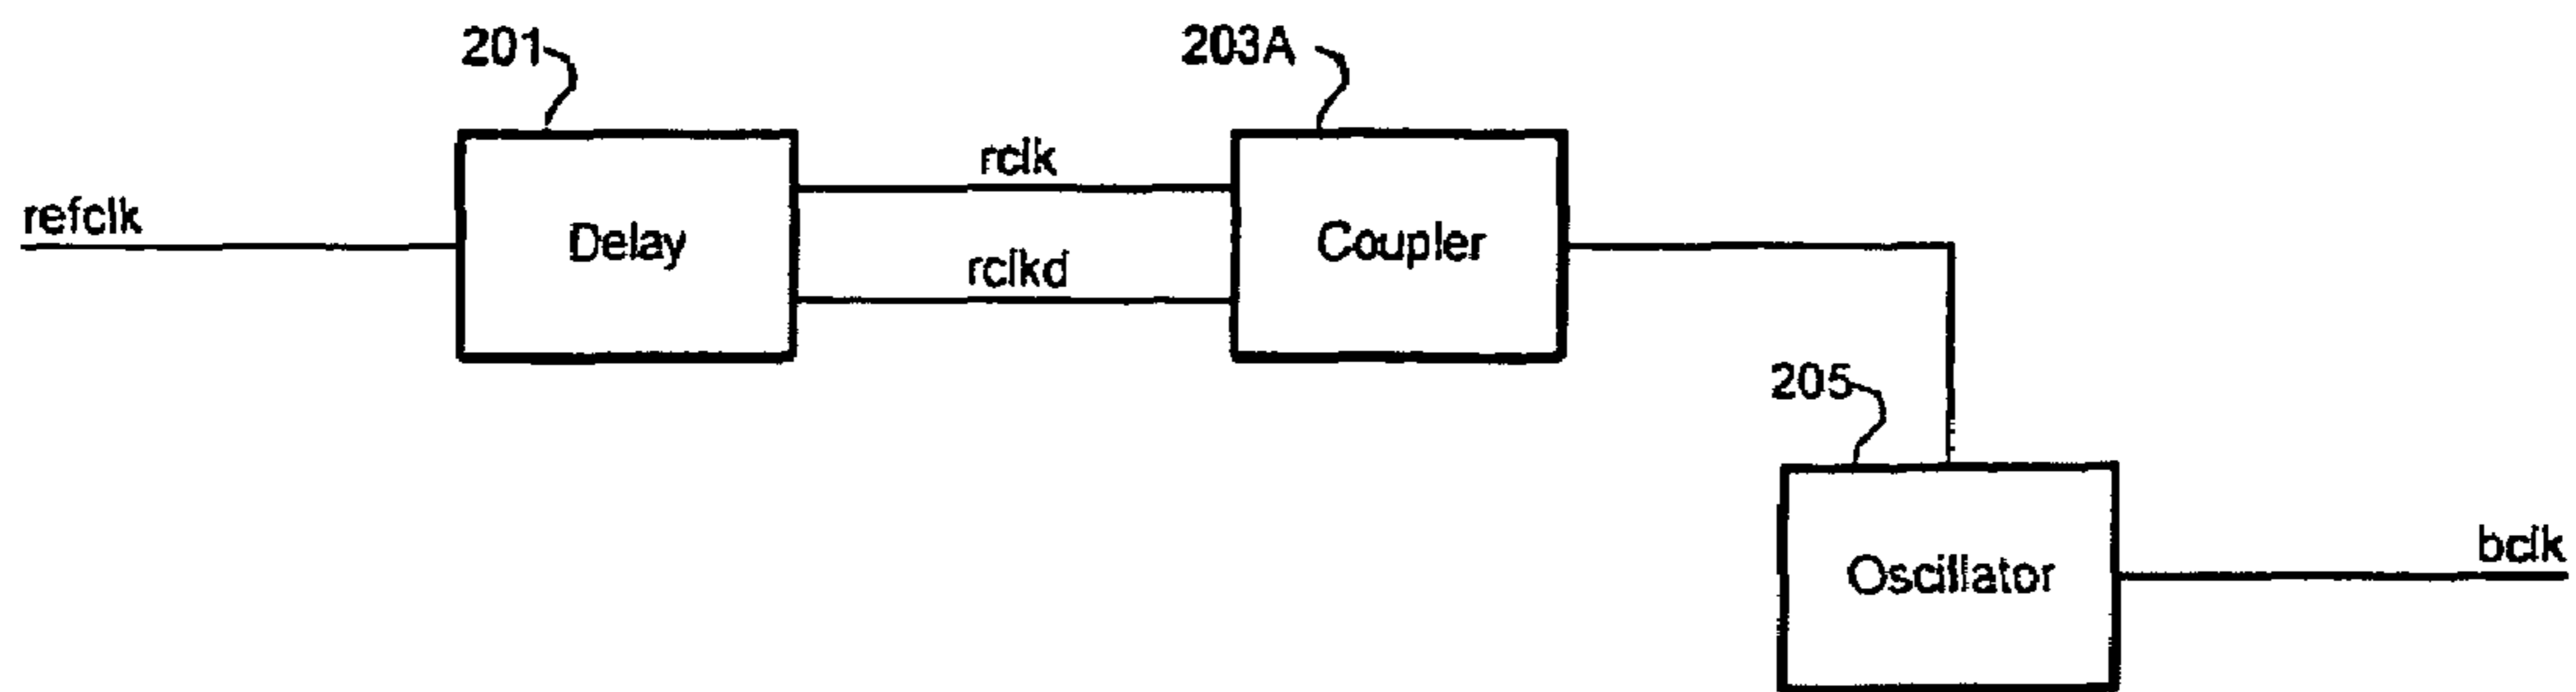 201
203A
rclk
refclk
Delay
Coupler
rclkd
205
Oscillator
bclk